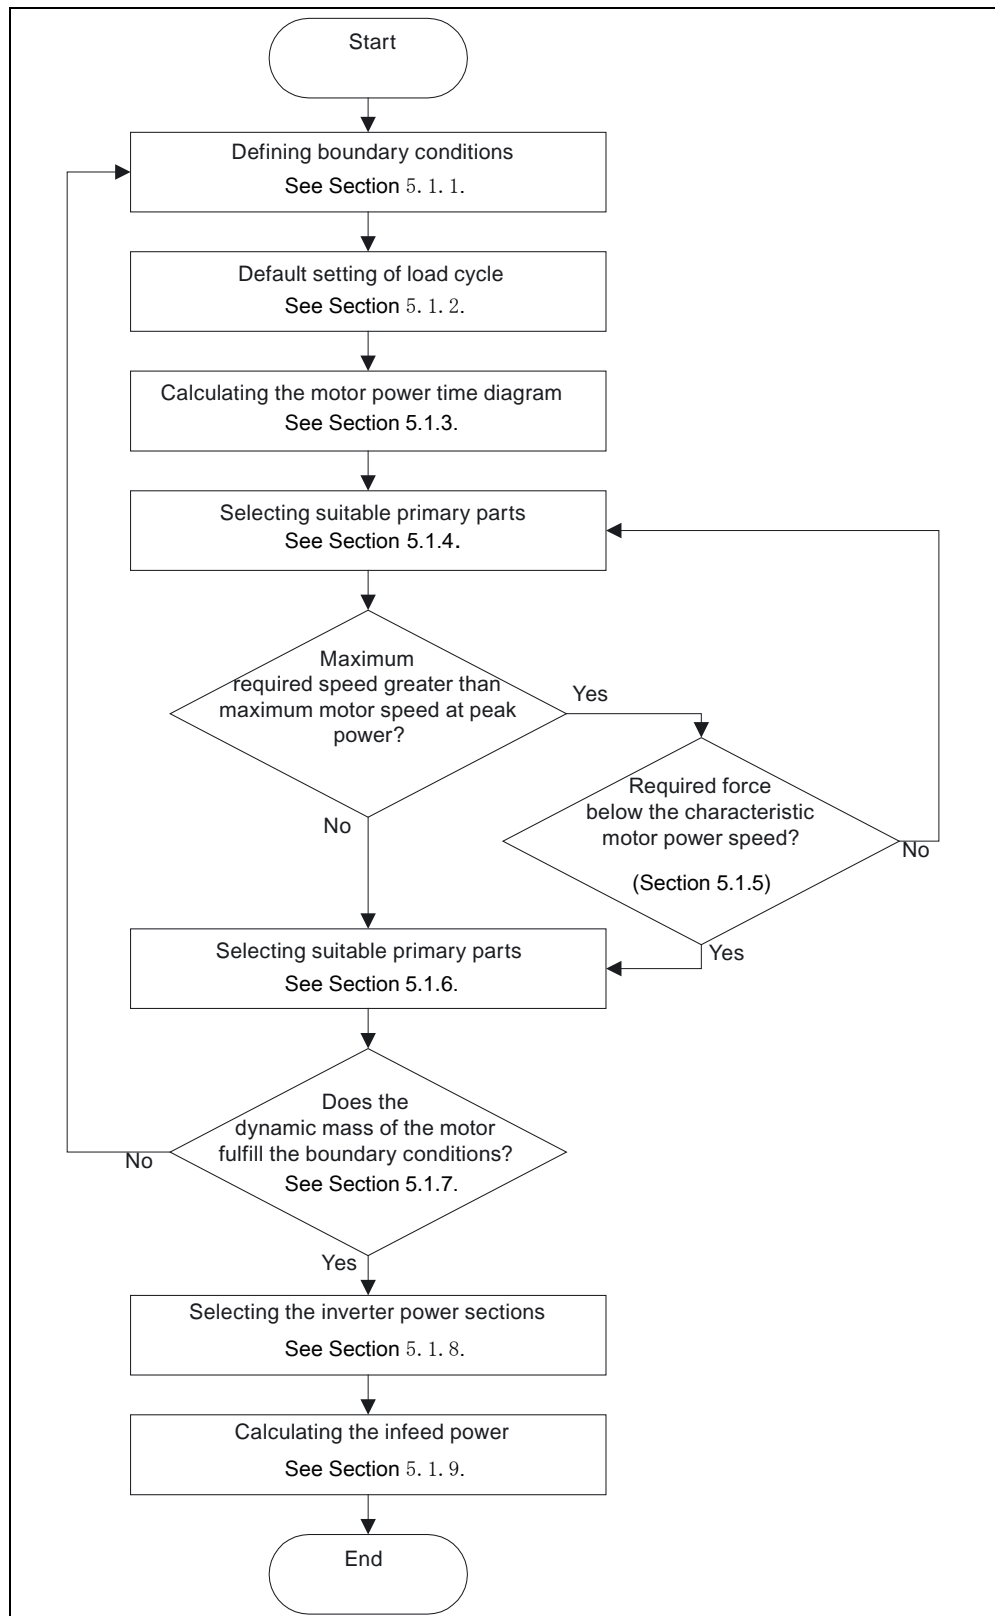 Start
Defining boundary conditions
See Section 5.1.1.
Default setting of load cycle
See Section 5.1.2.
Calculating the motor power time diagram
See Section 5.1.3.
Selecting suitable primary parts
See Section 5.1.4.
Maximum
required speed greater than
maximum motor speed at peak
power?
Yes
No
Required force
below the characteristic
motor power speed?
(Section 5.1.5)
No
Yes
Selecting suitable primary parts
See Section 5.1.6.
Does the
dynamic mass of the motor
fulfill the boundary conditions?
See Section 5.1.7.
No
Yes
Selecting the inverter power sections
See Section 5.1.8.
Calculating the infeed power
See Section 5.1.9.
End